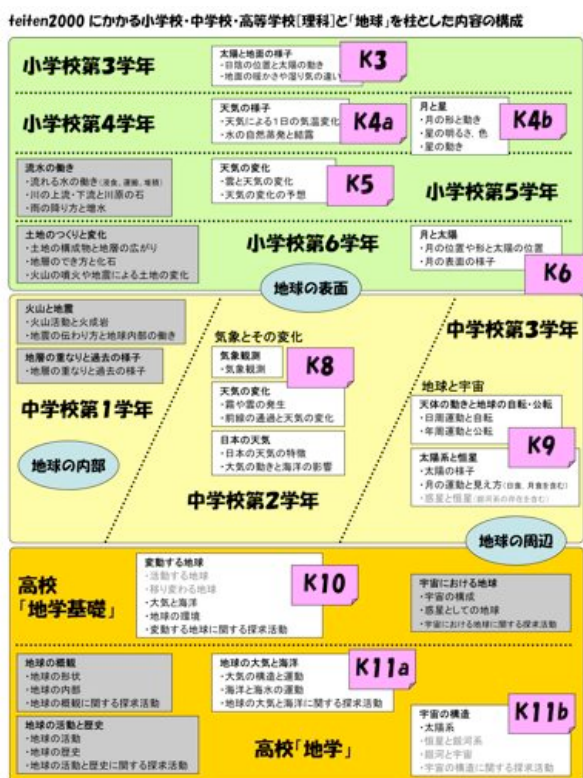 teiten2000 にかかる小学校・中学校・高等学校[理科]と「地球」を柱とした内容の構成
小学校第3学年
太陽と地面の様子
・日陰の位置と太陽の動き
・地面の暖かさや湿り気の違い
K3
小学校第4学年
天気の様子
・天気による1日の気温変化
・水の自然蒸発と結露
K4a
月と星
・月の形と動き
・星の明るさ、色
・星の動き
K4b
流水の働き
・流れる水の働き(浸食、運搬、堆積)
・川の上流・下流と川原の石
・雨の降り方と増水
天気の変化
・雲と天気の変化
・天気の変化の予想
K5
小学校第5学年
土地のつくりと変化
・土地の構成物と地層の広がり
・地層のでき方と化石
・火山の噴火や地震による土地の変化
小学校第6学年
月と太陽
・月の位置や形と太陽の位置
・月の表面の様子
K6
地球の表面
火山と地震
・火山活動と火成岩
・地震の伝わり方と地球内部の働き
地層の重なりと過去の様子
・地層の重なりと過去の様子
中学校第1学年
地球の内部
気象とその変化
気象観測
・気象観測
K8
天気の変化
・霧や雲の発生
・前線の通過と天気の変化
日本の天気
・日本の天気の特徴
・大気の動きと海洋の影響
中学校第2学年
中学校第3学年
地球と宇宙
天体の動きと地球の自転・公転
・日周運動と自転
・年周運動と公転
K9
太陽系と恒星
・太陽の様子
・月の運動と見え方(日食、月食を含む)
・惑星と恒星(銀河系の存在を含む)
地球の周辺
高校
「地学基礎」
変動する地球
・活動する地球
・移り変わる地球
・大気と海洋
・地球の環境
・変動する地球に関する探求活動
K10
宇宙における地球
・宇宙の構成
・惑星としての地球
・宇宙における地球に関する探求活動
地球の概観
・地球の形状
・地球の内部
・地球の概観に関する探求活動
地球の大気と海洋
・大気の構造と運動
・海洋と海水の運動
・地球の大気と海洋に関する探求活動
K11a
地球の活動と歴史
・地球の活動
・地球の歴史
・地球の活動と歴史に関する探求活動
高校「地学」
宇宙の構造
・太陽系
・恒星と銀河系
・銀河と宇宙
・宇宙の構造に関する探求活動
K11b